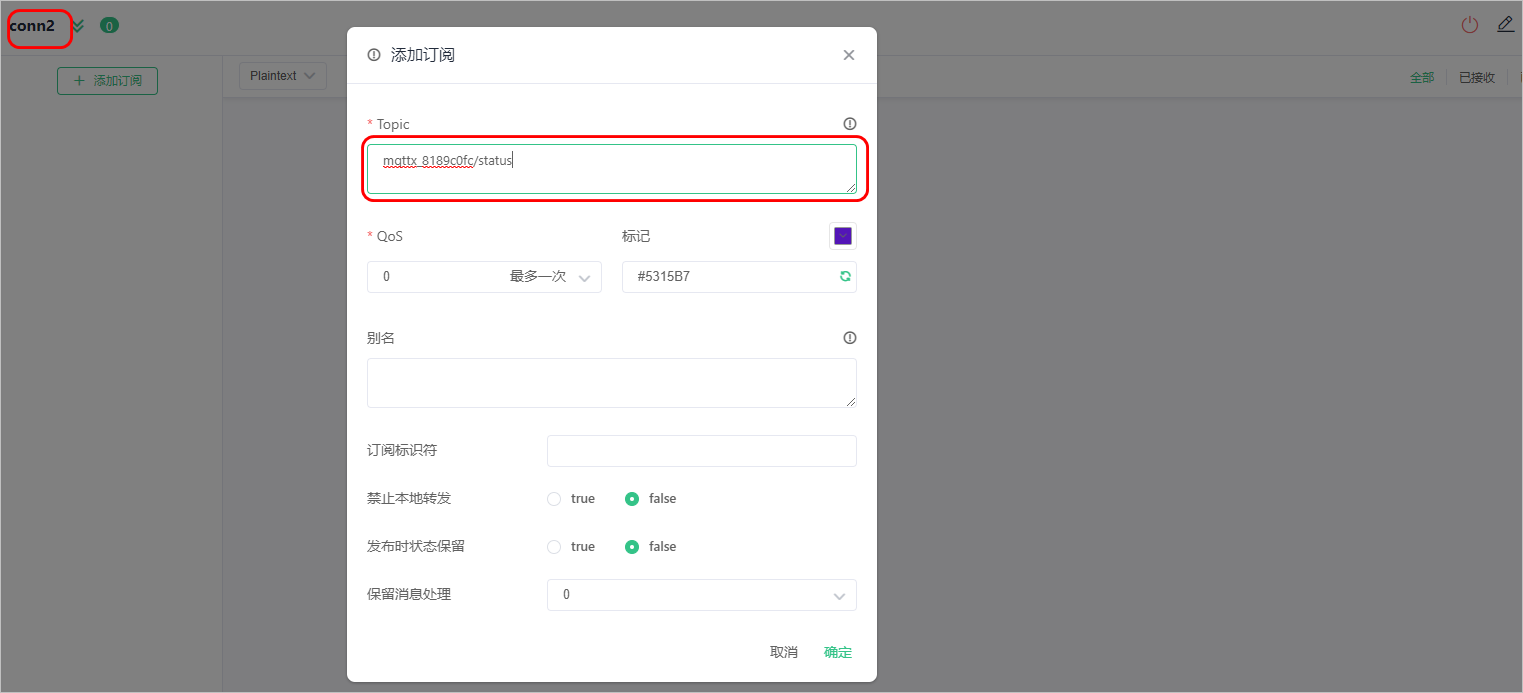 conn2
0
添加订阅
Plaintext
全部
已接收
添加订阅
* Topic
mqttx_8189c0fc/status
* QoS
标记
0 最多一次
#5315B7
别名
订阅标识符
禁止本地转发 true false
发布时状态保留 true false
保留消息处理 0
取消 确定